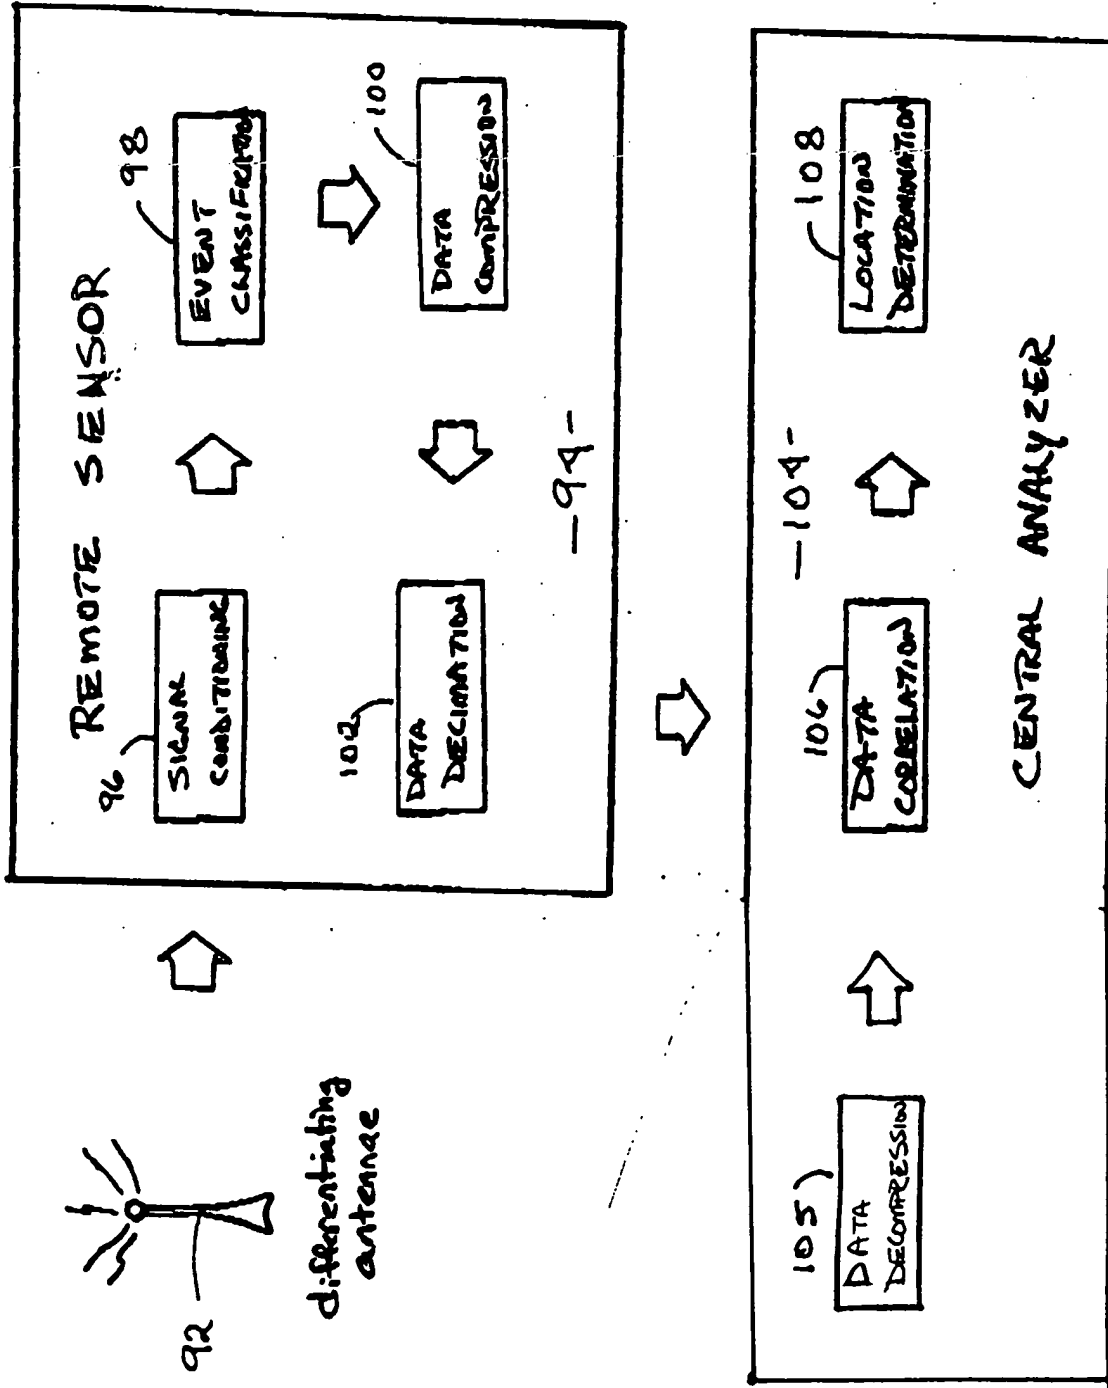 REMOTE SENSOR
96
SIGNAL
CONDITIONING
98
EVENT
CLASSIFICATION
100
DATA
COMPRESSION
102
DATA
DECIMATION
-94-
92
differentiating
antennae
-104-
105
DATA
DECOMPRESSION
106
DATA
CORRELATION
108
LOCATION
DETERMINATION
CENTRAL ANALYZER